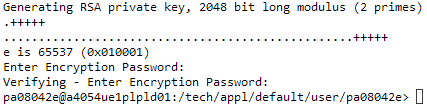 Generating RSA private key, 2048 bit long modulus (2 primes)
.+++++
..................................................+++++
e is 65537 (0x010001)
Enter Encryption Password:
Verifying - Enter Encryption Password:
pa08042e@a4054ue1plpld01:/tech/appl/default/user/pa08042e>